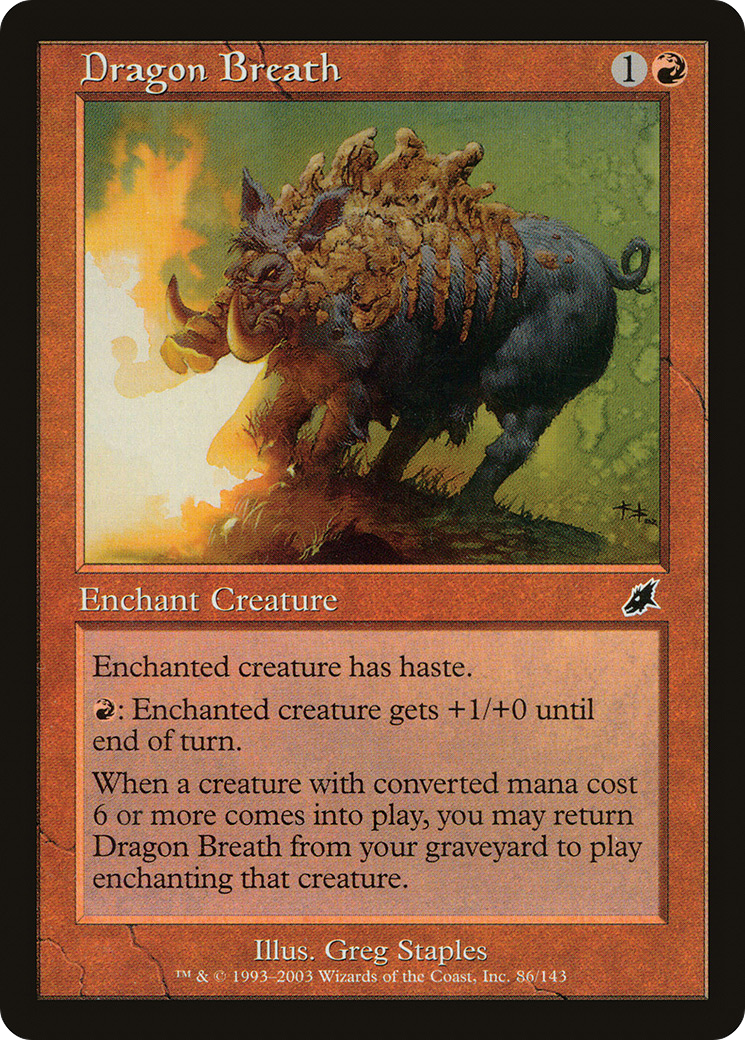 Dragon Breath 1
Enchant Creature
Enchanted creature has haste.
: Enchanted creature gets +1/+0 until
end of turn.
When a creature with converted mana cost
6 or more comes into play, you may return
Dragon Breath from your graveyard to play
enchanting that creature.
Illus. Greg Staples
™ & © 1993–2003 Wizards of the Coast, Inc. 86/143